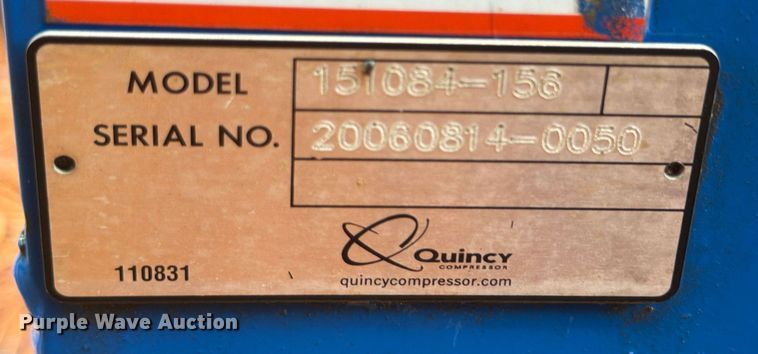 MODEL 151084-156
SERIAL NO. 20060814-0050
Quincy
COMPRESSOR
110831
quincycompressor.com
Purple Wave Auction